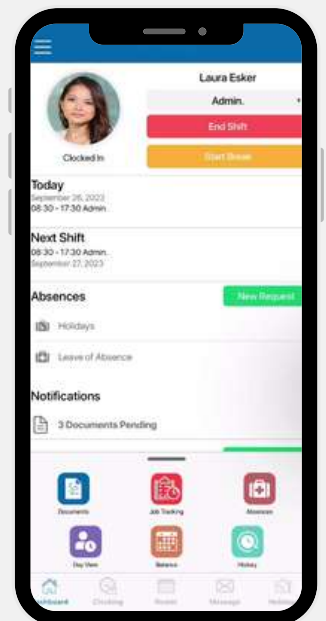 Laura Esker
Admin.
End Shift
Clocked In
Start Break
Today
September 26, 2023
08:30 - 17:30 Admin.
Next Shift
08:30 - 17:30 Admin.
September 27, 2023
Absences
New Request
Holidays
Leave of Absence
Notifications
3 Documents Pending
Documents
Job Tracking
Absences
Day View
Balance
History
Dashboard
Clocking
Roster
Message